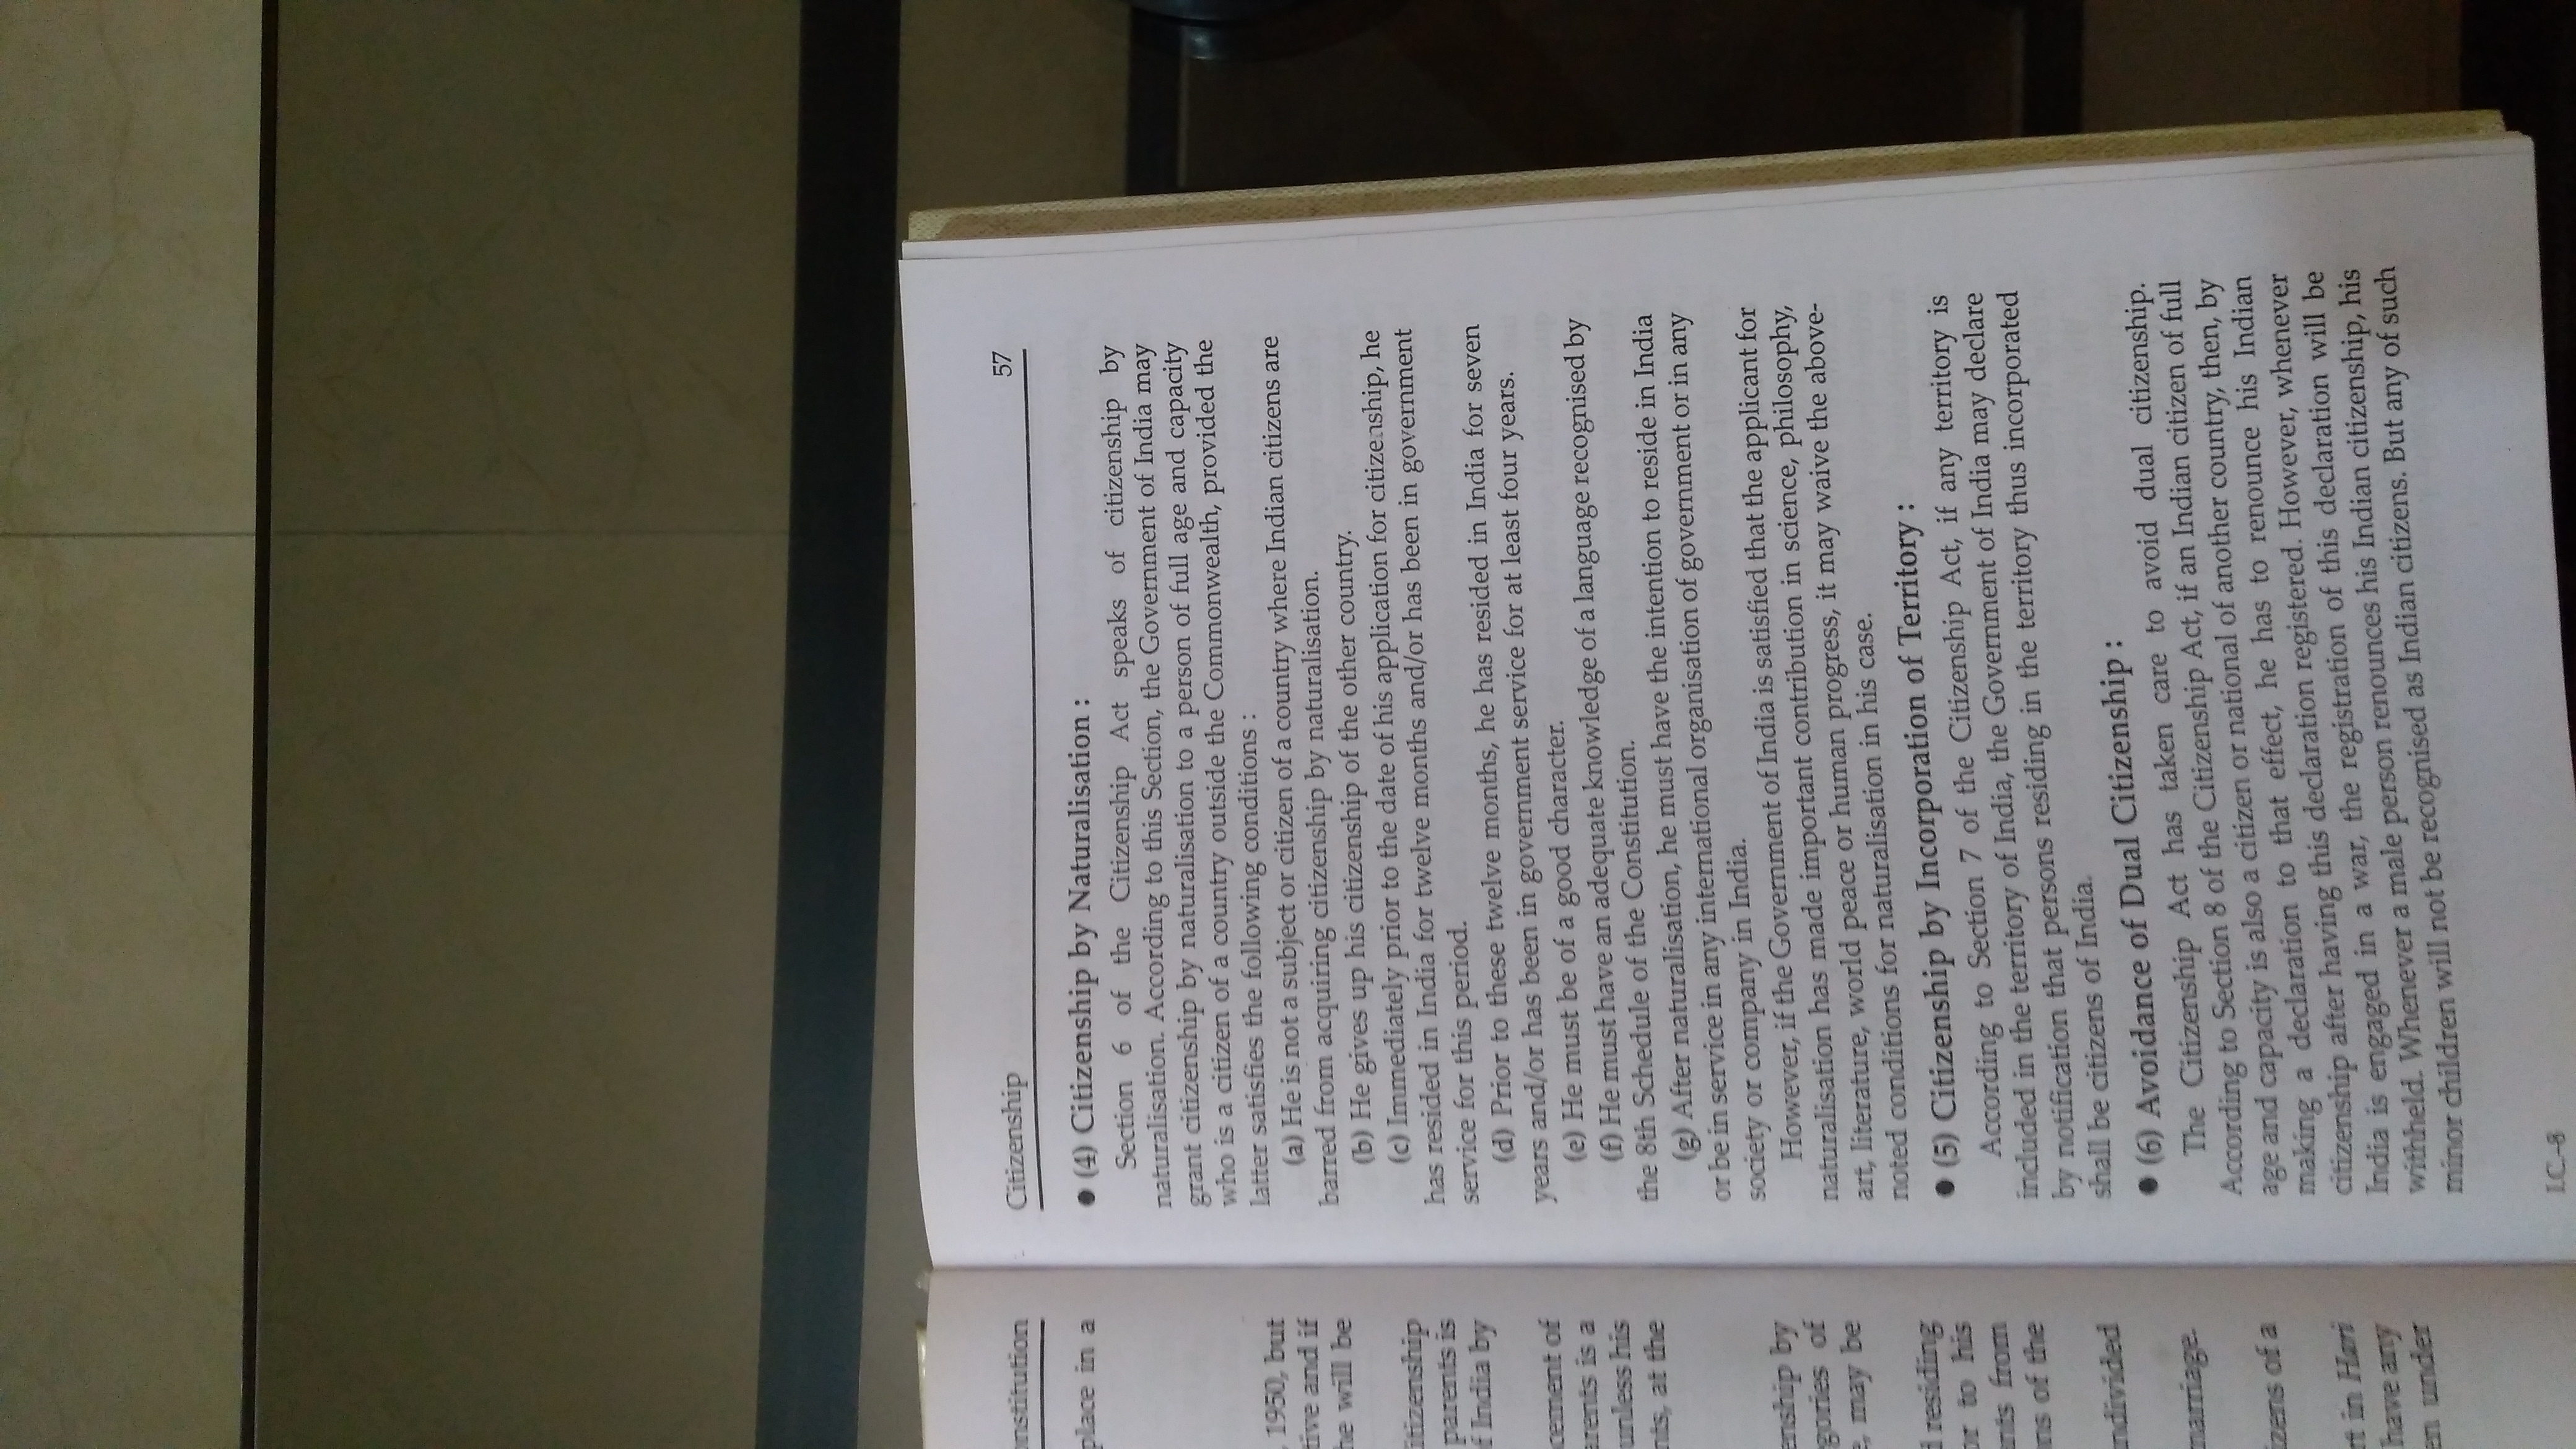 Citizenship 57
● (4) Citizenship by Naturalisation :
Section 6 of the Citizenship Act speaks of citizenship by
naturalisation. According to this Section, the Government of India may
grant citizenship by naturalisation to a person of full age and capacity
who is a citizen of a country outside the Commonwealth, provided the
latter satisfies the following conditions :
(a) He is not a subject or citizen of a country where Indian citizens are
barred from acquiring citizenship by naturalisation.
(b) He gives up his citizenship of the other country.
(c) Immediately prior to the date of his application for citizenship, he
has resided in India for twelve months and/or has been in government
service for this period.
(d) Prior to these twelve months, he has resided in India for seven
years and/or has been in government service for at least four years.
(e) He must be of a good character.
(f) He must have an adequate knowledge of a language recognised by
the 8th Schedule of the Constitution.
(g) After naturalisation, he must have the intention to reside in India
or be in service in any international organisation of government or in any
society or company in India.
However, if the Government of India is satisfied that the applicant for
naturalisation has made important contribution in science, philosophy,
art, literature, world peace or human progress, it may waive the above-
noted conditions for naturalisation in his case.
● (5) Citizenship by Incorporation of Territory :
According to Section 7 of the Citizenship Act, if any territory is
included in the territory of India, the Government of India may declare
by notification that persons residing in the territory thus incorporated
shall be citizens of India.
● (6) Avoidance of Dual Citizenship :
The Citizenship Act has taken care to avoid dual citizenship.
According to Section 8 of the Citizenship Act, if an Indian citizen of full
age and capacity is also a citizen or national of another country, then, by
making a declaration to that effect, he has to renounce his Indian
citizenship after having this declaration registered. However, whenever
India is engaged in a war, the registration of this declaration will be
withheld. Whenever a male person renounces his Indian citizenship, his
minor children will not be recognised as Indian citizens. But any of such
I.C.-8
nstitution
place in a
, 1950, but
tive and if
he will be
itizenship
parents is
f India by
cement of
arents is a
unless his
nts, at the
enship by
gories of
e, may be
d residing
or to his
ants from
ns of the
ndivided
marriage.
izens of a
rt in Hari
have any
en under